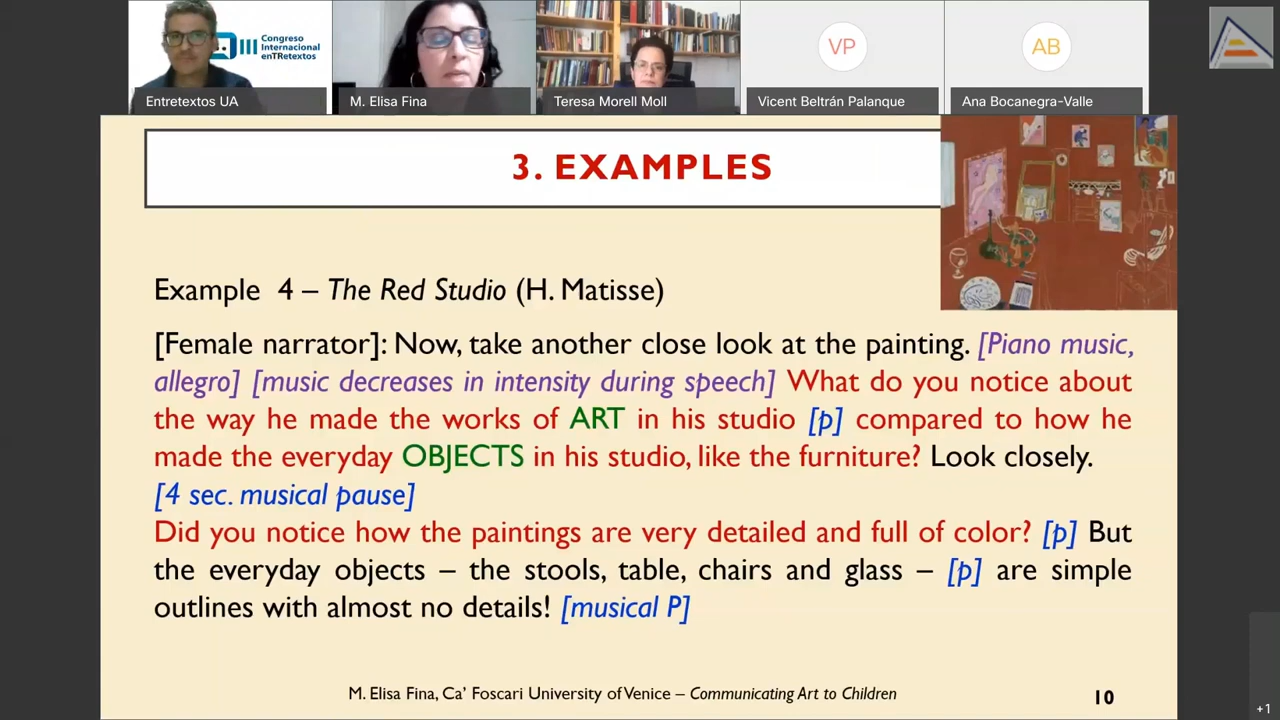 III Congreso
Internacional
enTRetextos
VP
AB
Entretextos UA
M. Elisa Fina
Teresa Morell Moll
Vicent Beltrán Palanque
Ana Bocanegra-Valle
3. EXAMPLES
Example 4 – The Red Studio (H. Matisse)
[Female narrator]: Now, take another close look at the painting. [Piano music,
allegro] [music decreases in intensity during speech] What do you notice about
the way he made the works of ART in his studio [p] compared to how he
made the everyday OBJECTS in his studio, like the furniture? Look closely.
[4 sec. musical pause]
Did you notice how the paintings are very detailed and full of color? [p] But
the everyday objects – the stools, table, chairs and glass – [p] are simple
outlines with almost no details! [musical P]
M. Elisa Fina, Ca’ Foscari University of Venice – Communicating Art to Children
10
+1